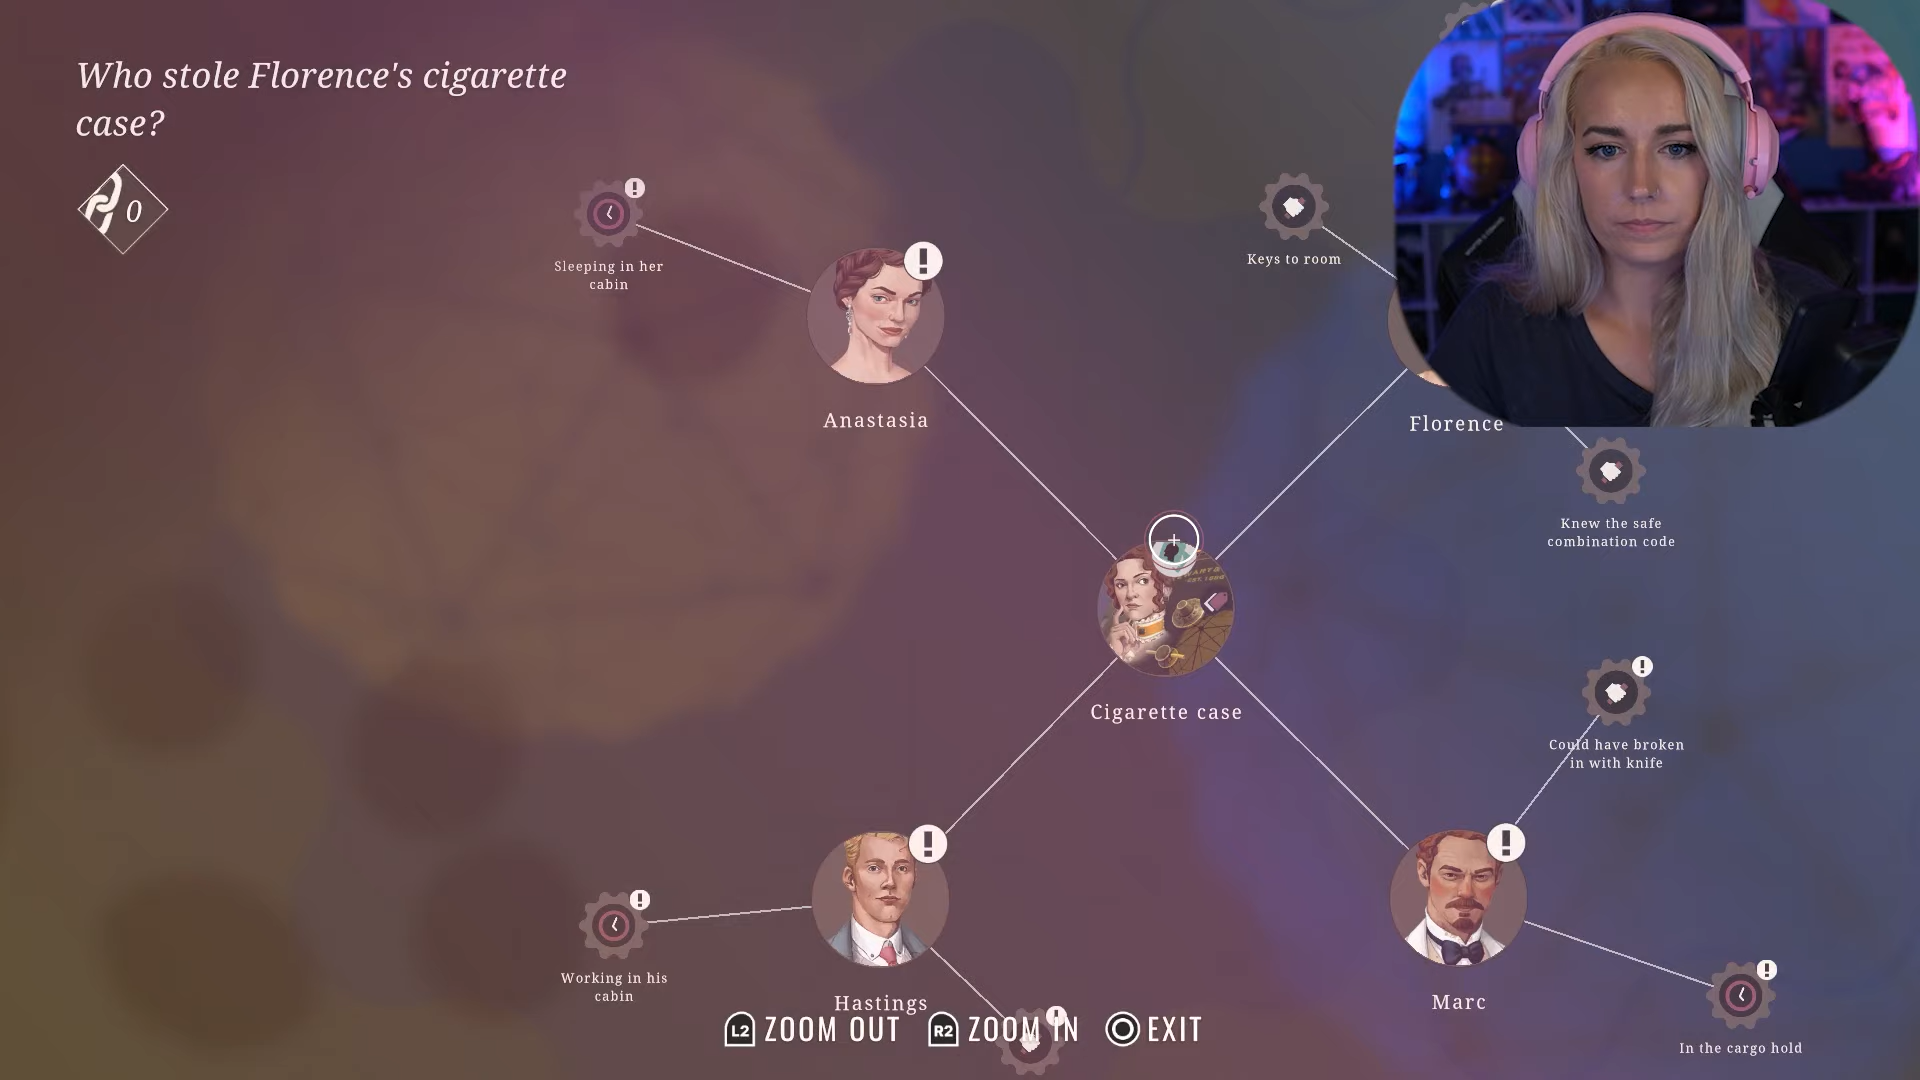 Who stole Florence's cigarette
case?
0
Sleeping in her
cabin
Anastasia
Keys to room
Florence
Knew the safe
combination code
Cigarette case
Could have broken
in with knife
Working in his
cabin
Hastings
Marc
In the cargo hold
L2 ZOOM OUT R2 ZOOM IN EXIT